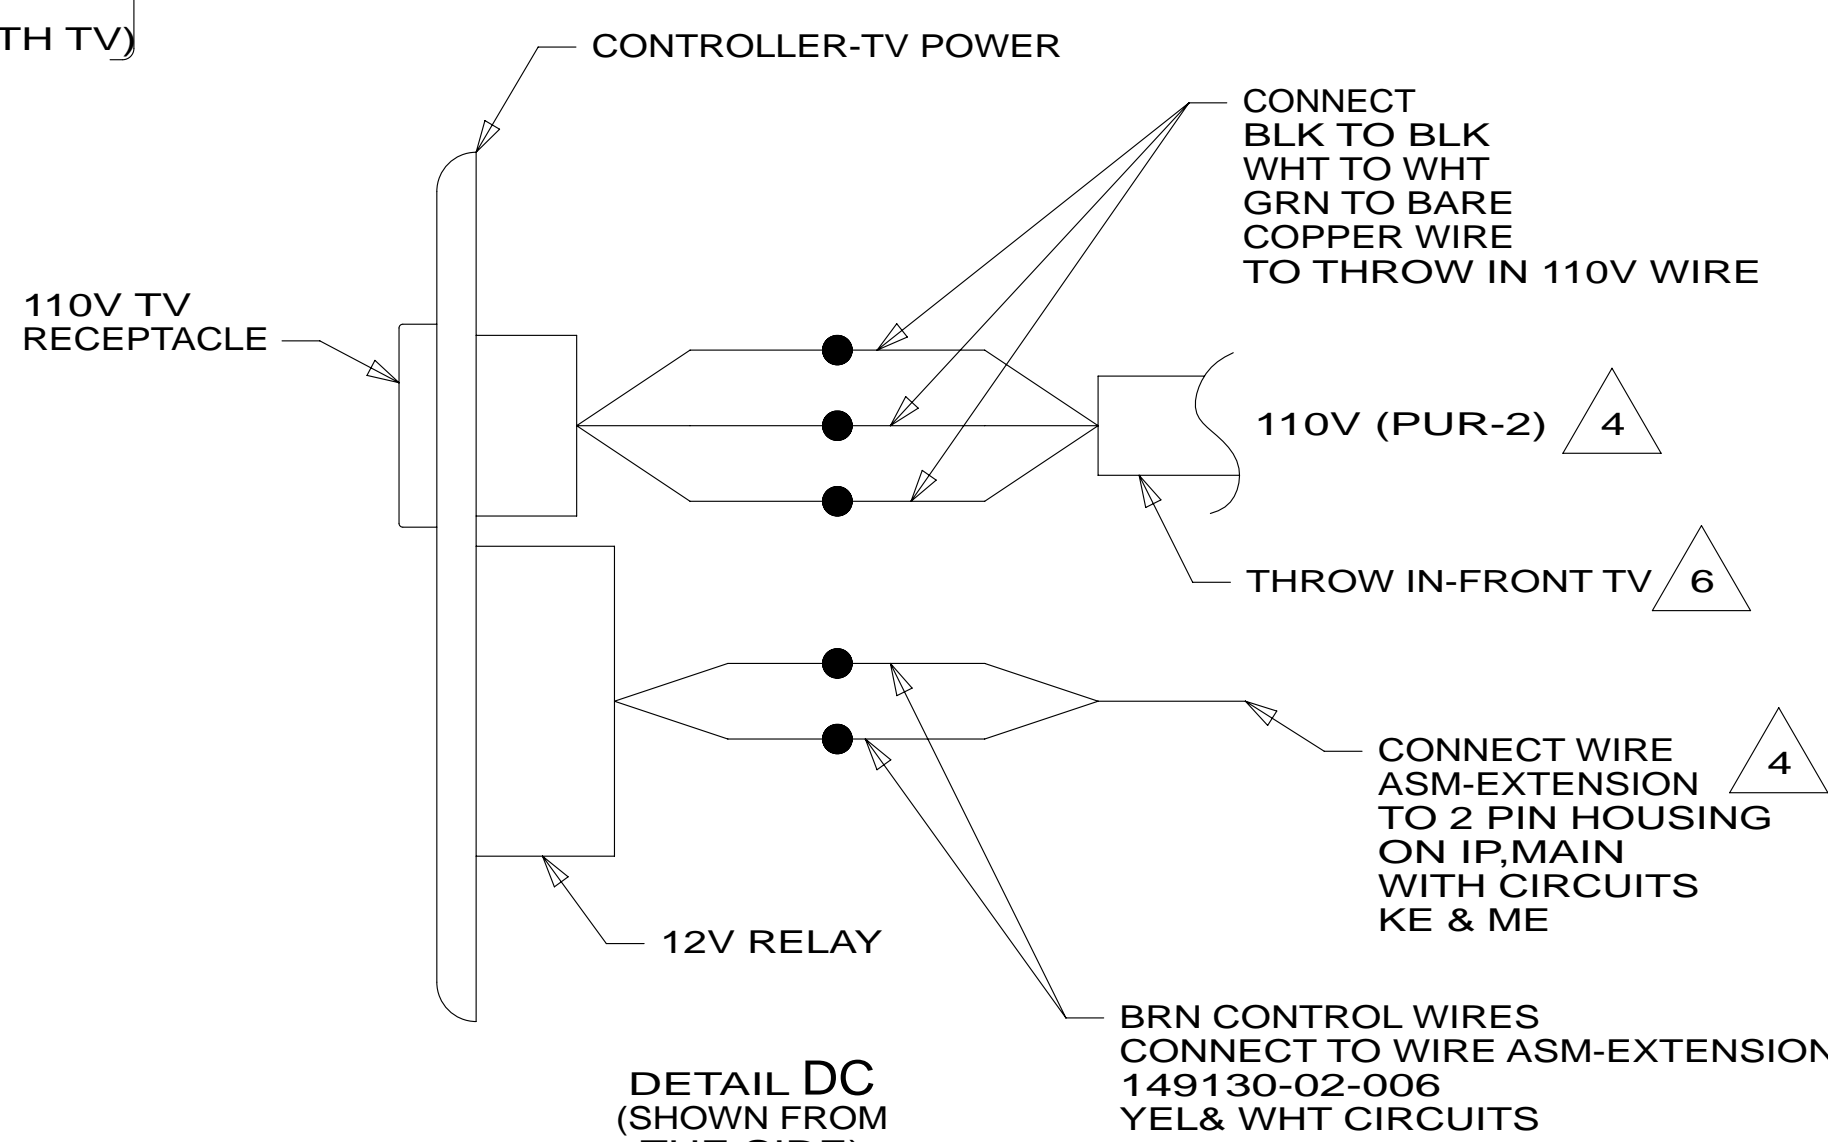 TH TV)
CONTROLLER-TV POWER
CONNECT
BLK TO BLK
WHT TO WHT
GRN TO BARE
COPPER WIRE
TO THROW IN 110V WIRE
110V TV
RECEPTACLE
110V (PUR-2)
4
THROW IN-FRONT TV
6
CONNECT WIRE
ASM-EXTENSION
TO 2 PIN HOUSING
ON IP,MAIN
WITH CIRCUITS
KE & ME
4
12V RELAY
BRN CONTROL WIRES
CONNECT TO WIRE ASM-EXTENSION
149130-02-006
YEL& WHT CIRCUITS
DETAIL DC
(SHOWN FROM
THE SIDE)